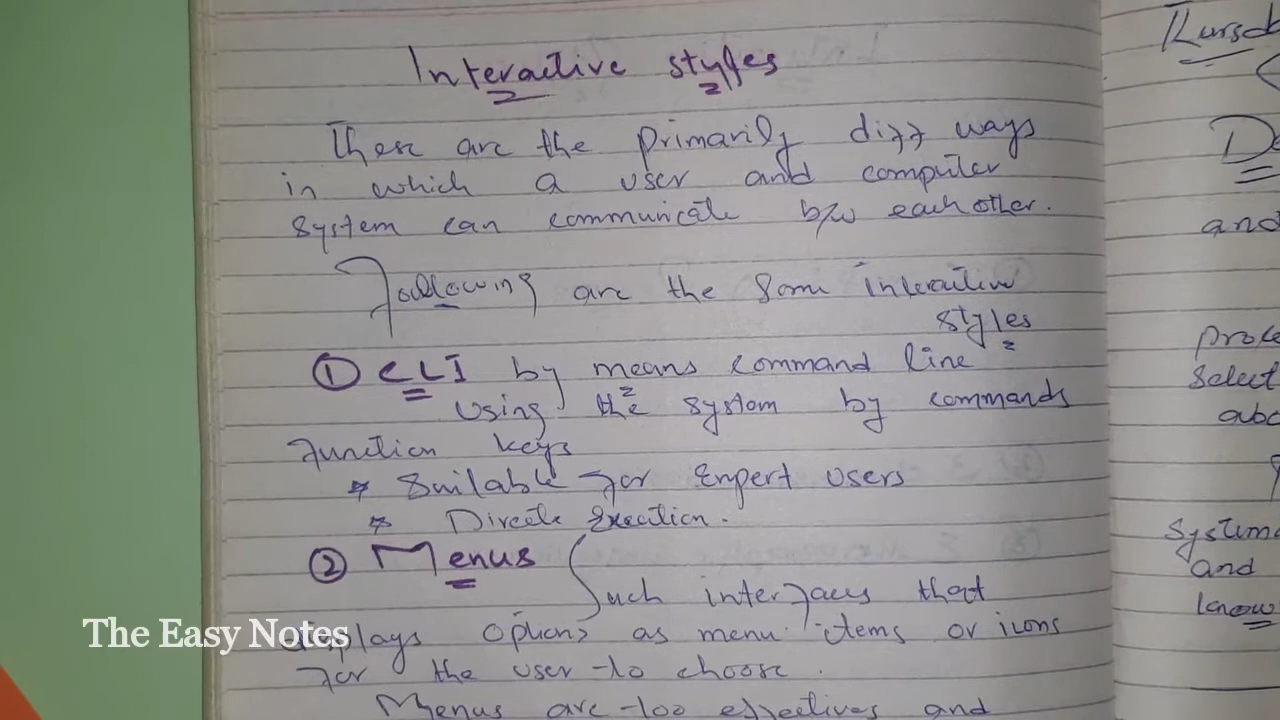 Interactive styles
These are the primarily diff ways
in which a user and computer
system can communicate b/w each other.
Following are the some interactive
styles
① CLI by means command line
Using the system by commands
function keys
* Suitable for Expert users
* Directe Execution.
② Menus
Such interfaces that
displays options as menu items or icons
for the user to choose.
Menus are too effectives and
The Easy Notes
and
Select
System
and
know